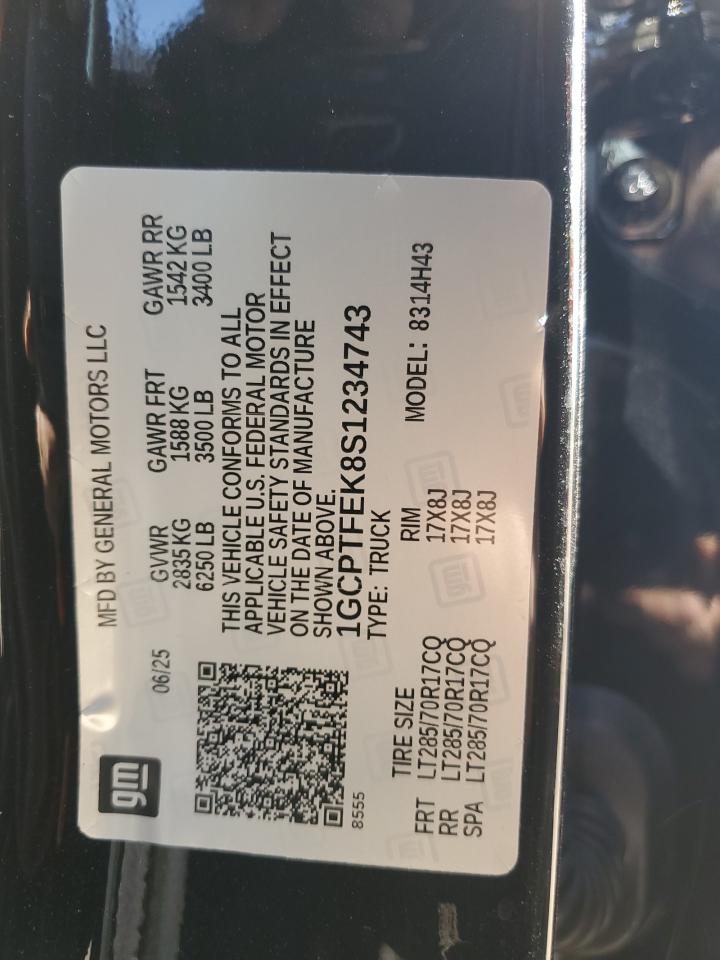 gm
MFD BY GENERAL MOTORS LLC
06/25
GVWR GAWR FRT GAWR RR
2835 KG 1588 KG 1542 KG
6250 LB 3500 LB 3400 LB
THIS VEHICLE CONFORMS TO ALL
APPLICABLE U.S. FEDERAL MOTOR
VEHICLE SAFETY STANDARDS IN EFFECT
ON THE DATE OF MANUFACTURE
SHOWN ABOVE.
1GCPTFEK8S1234743
8555
TYPE: TRUCK
TIRE SIZE RIM MODEL: 8314H43
FRT LT285/70R17CQ 17X8J
RR LT285/70R17CQ 17X8J
SPA LT285/70R17CQ 17X8J